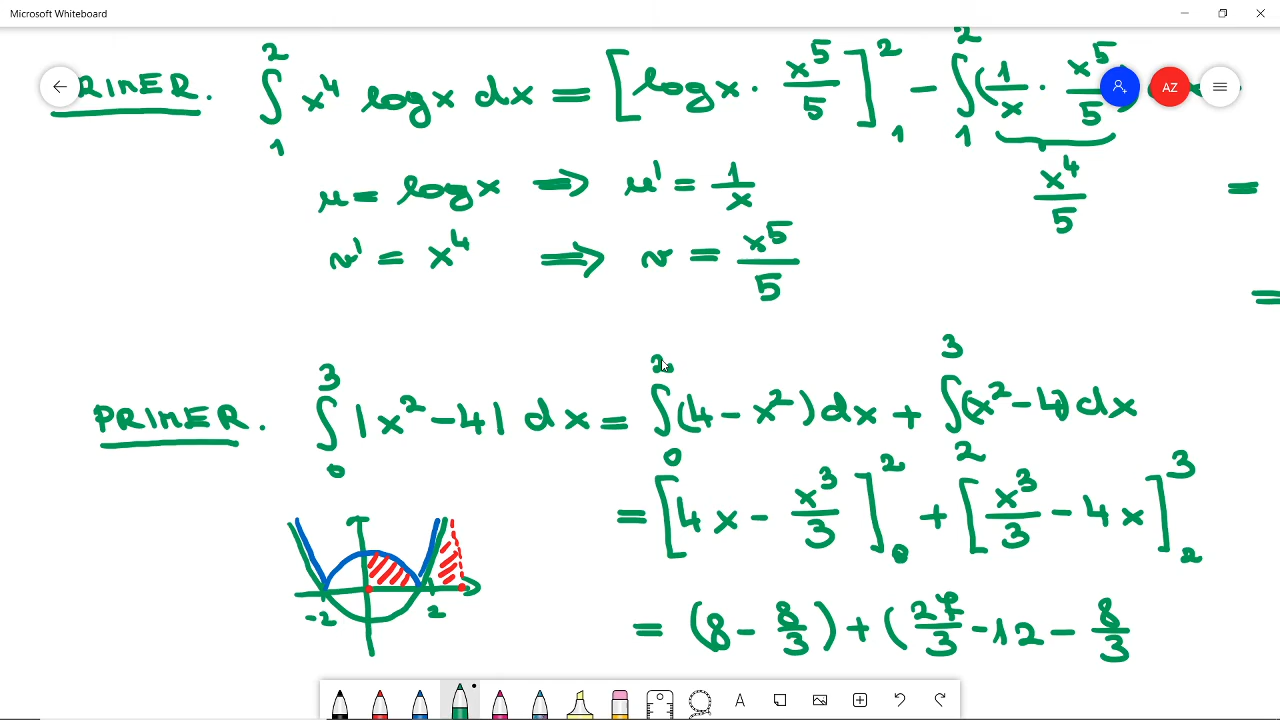 Microsoft Whiteboard
RIMER. ∫₁² x⁴ log x dx = [log x · x⁵/5]₁² - ∫₁² (1/x · x⁵/5)
AZ
u = log x ⇒ u' = 1/x
x⁴/5 =
v' = x⁴ ⇒ v = x⁵/5
=
PRIMER. ∫₀³ |x² - 4| dx = ∫₀² (4 - x²) dx + ∫₂³ (x² - 4) dx
= [4x - x³/3]₀² + [x³/3 - 4x]₂³
-2 2
= (8 - 8/3) + (27/3 - 12 - 8/3
A